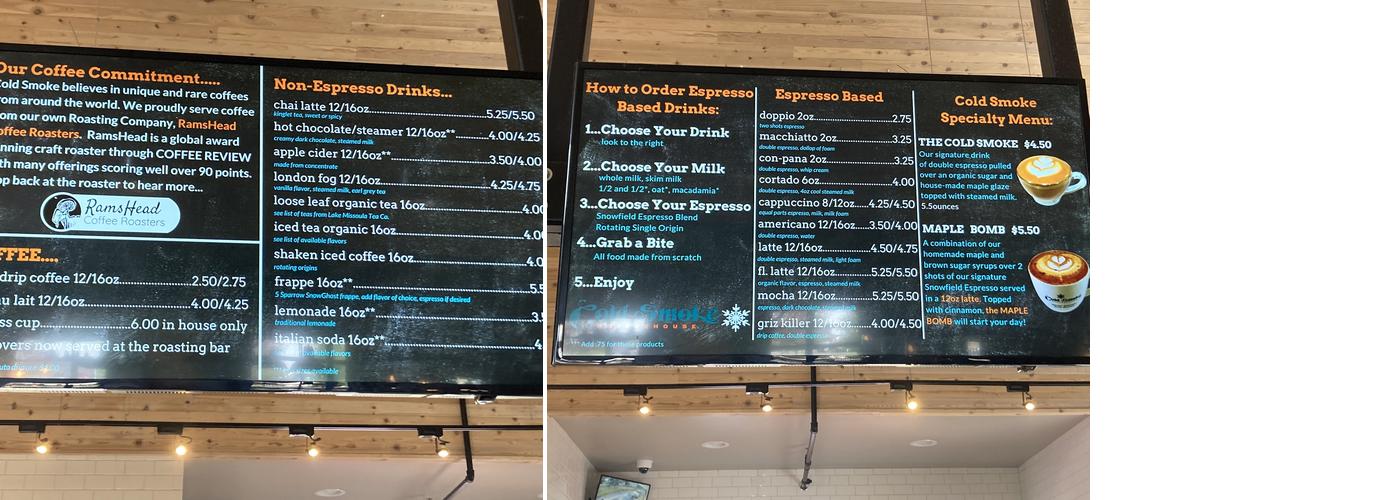 Our Coffee Commitment.....
Cold Smoke believes in unique and rare coffees
from around the world. We proudly serve coffee
from our own Roasting Company, RamsHead
Coffee Roasters. RamsHead is a global award
winning craft roaster through COFFEE REVIEW
with many offerings scoring well over 90 points.
back at the roaster to hear more...
RamsHead
Coffee Roasters
drip coffee 12/16oz 2.50/2.75
au lait 12/16oz 4.00/4.25
cup 6.00 in house only
now served at the roasting bar
Non-Espresso Drinks...
chai latte 12/16oz 5.25/5.50
kinglet tea, sweet or spicy
hot chocolate/steamer 12/16oz** 4.00/4.25
creamy dark chocolate, steamed milk
apple cider 12/16oz** 3.50/4.00
made from concentrate
london fog 12/16oz 4.25/4.75
vanilla flavor, steamed milk, earl grey tea
loose leaf organic tea 16oz 4.00
see list of teas from Lake Missoula Tea Co.
iced tea organic 16oz 4.00
see list of available flavors
shaken iced coffee 16oz
rotating origins
frappe 16oz**
5 Sparrow SnowGhost frappe, add flavor of choice, espresso if desired
lemonade 16oz**
traditional lemonade
italian soda 16oz**
available flavors
available
How to Order Espresso
Based Drinks:
1...Choose Your Drink
look to the right
2...Choose Your Milk
whole milk, skim milk
1/2 and 1/2*, oat*, macadamia*
3...Choose Your Espresso
Snowfield Espresso Blend
Rotating Single Origin
4...Grab a Bite
All food made from scratch
5...Enjoy
Cold Smoke
HOUSE
Add .75 for these products
Espresso Based
doppio 2oz 2.75
two shots espresso
macchiatto 2oz 3.25
double espresso, dollop of foam
con-pana 2oz 3.25
double espresso, whip cream
cortado 6oz 4.00
double espresso, 4oz cool steamed milk
cappuccino 8/12oz 4.25/4.50
equal parts espresso, milk, milk foam
americano 12/16oz 3.50/4.00
double espresso, water
latte 12/16oz 4.50/4.75
double espresso, steamed milk, light foam
fl. latte 12/16oz 5.25/5.50
organic flavor, espresso, steamed milk
mocha 12/16oz 5.25/5.50
espresso, dark chocolate, steamed milk
griz killer 12/16oz 4.00/4.50
drip coffee, double espresso
Cold Smoke
Specialty Menu:
THE COLD SMOKE $4.50
Our signature drink
of double espresso pulled
over an organic sugar and
house-made maple glaze
topped with steamed milk.
5.5ounces
MAPLE BOMB $5.50
A combination of our
homemade maple and
brown sugar syrups over 2
shots of our signature
Snowfield Espresso served
in a 12oz latte. Topped
with cinnamon, the MAPLE
BOMB will start your day!